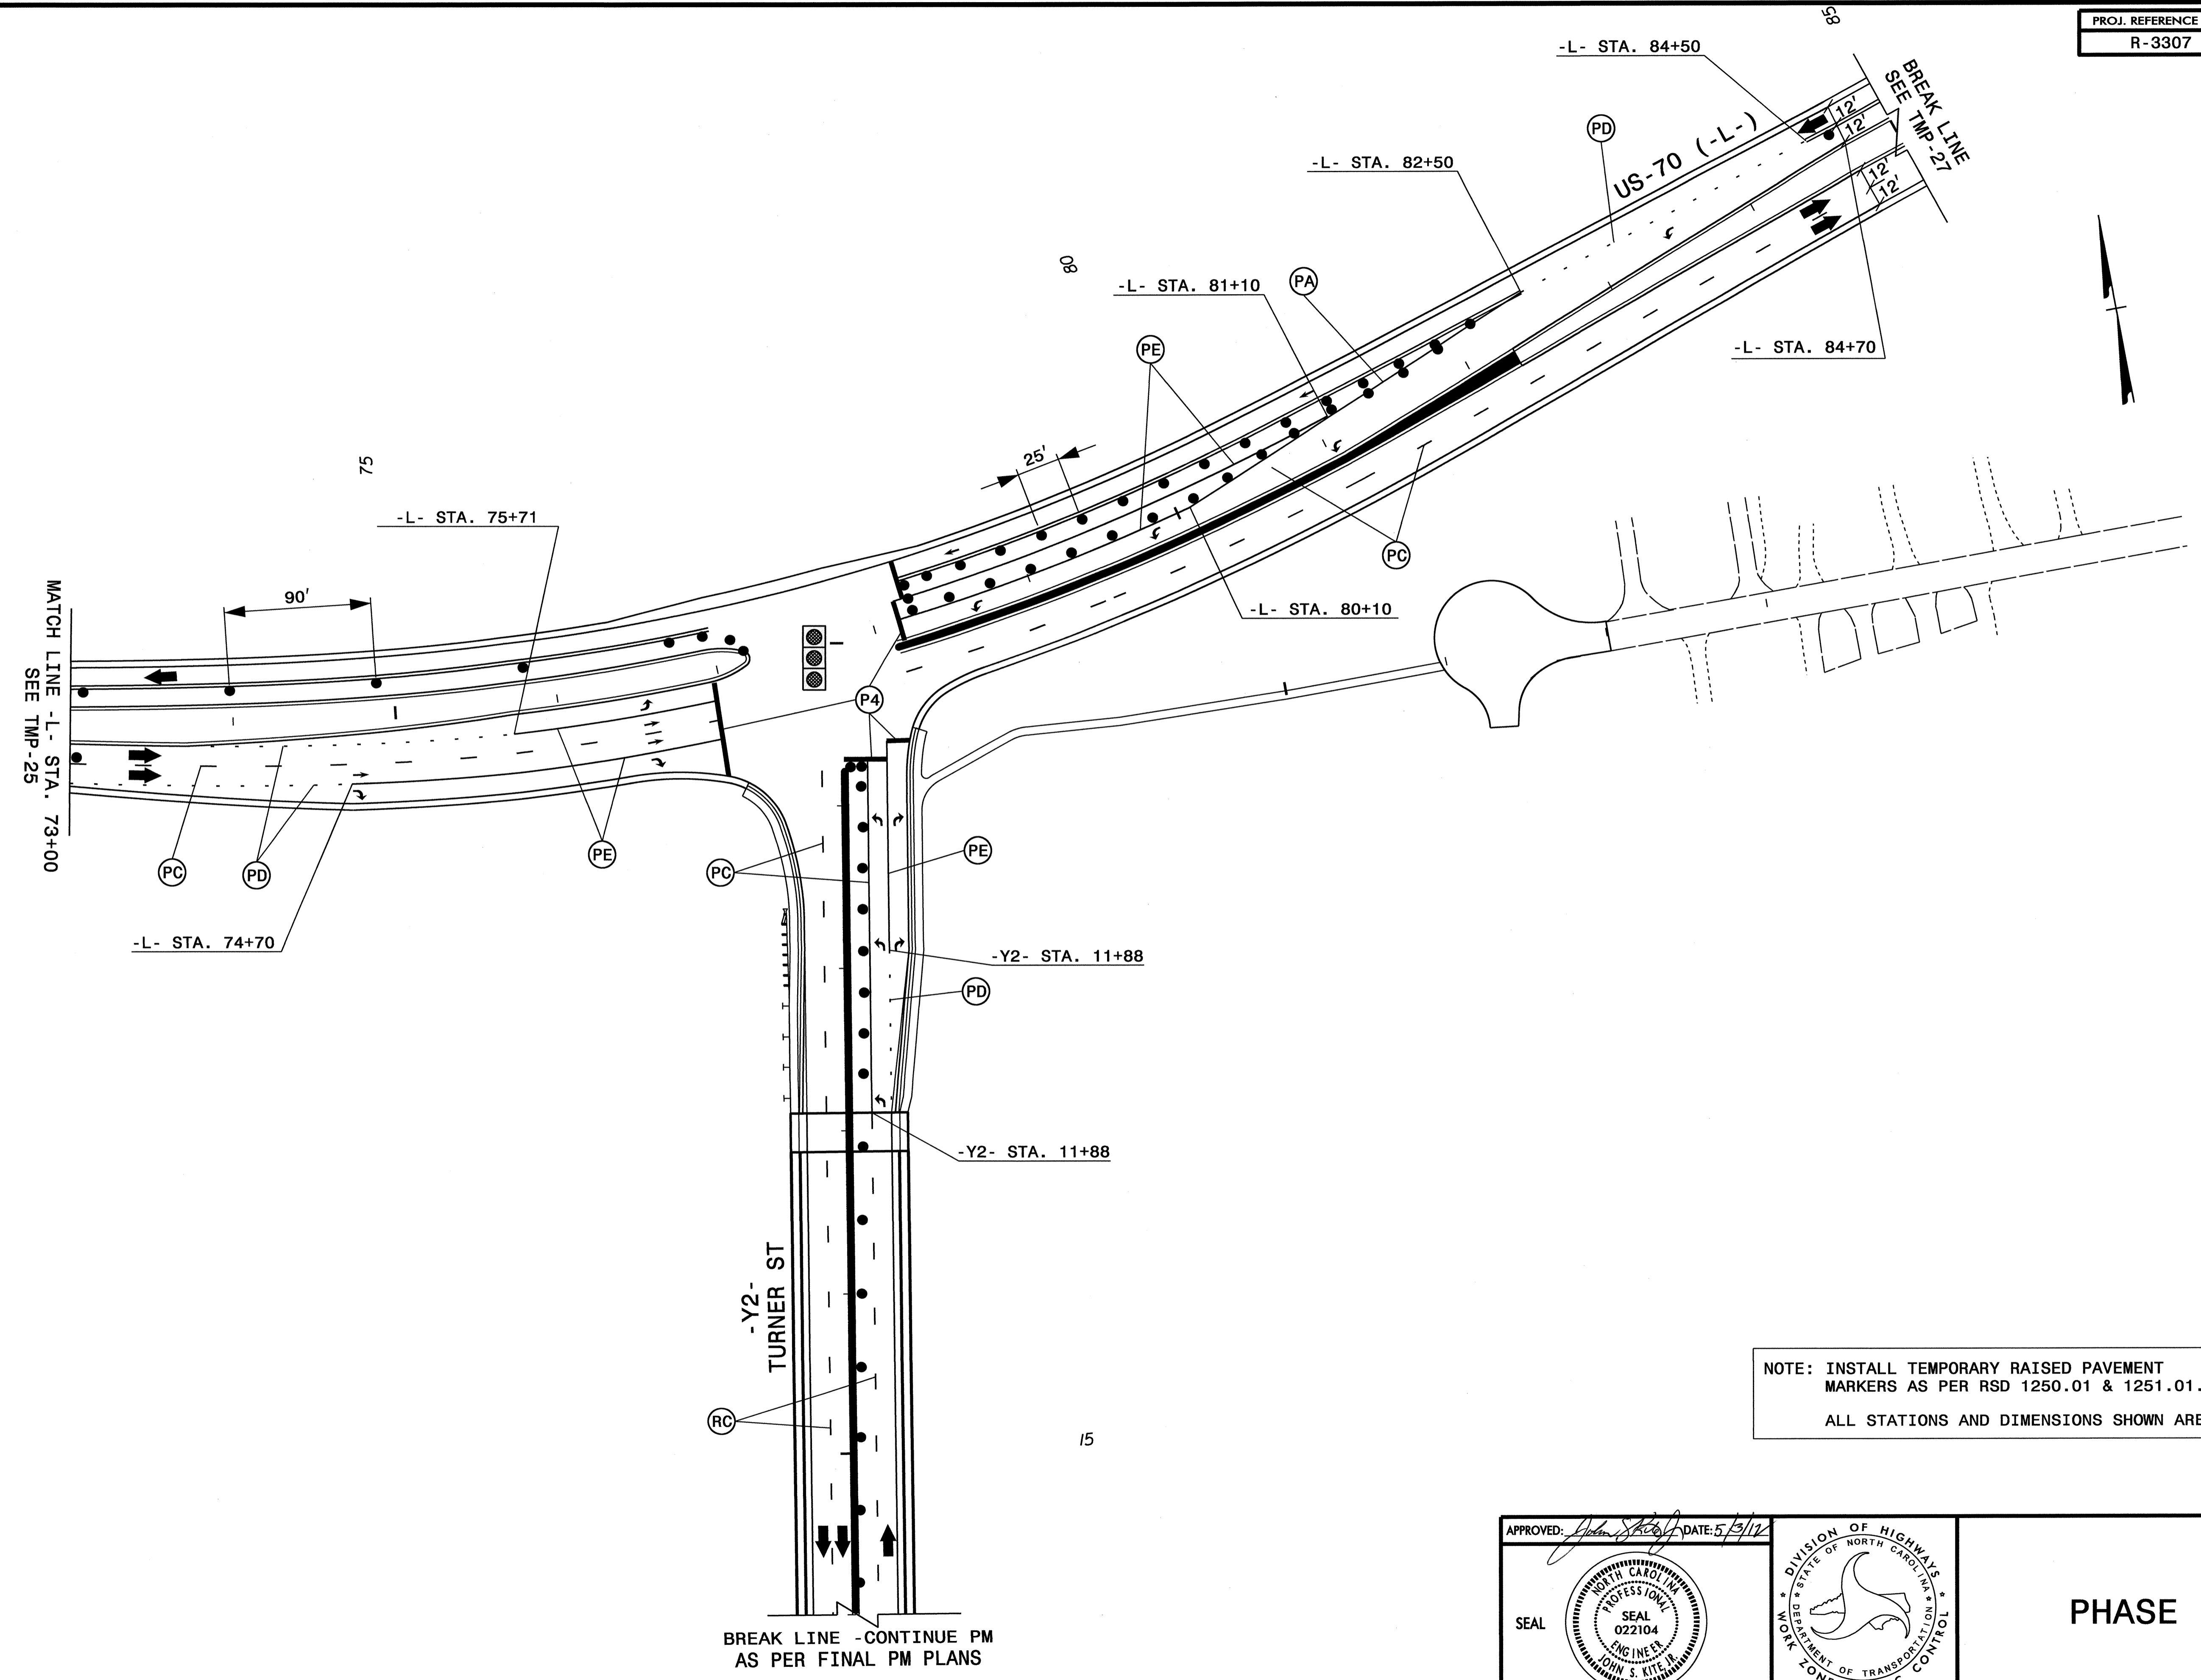 PROJ. REFERENCE
R-3307
85
-L- STA. 84+50
BREAK LINE
SEE TMP-27
12'
12'
12'
12'
PD
US-70 (-L-)
-L- STA. 82+50
80
-L- STA. 81+10
PA
PE
-L- STA. 84+70
25'
75
-L- STA. 75+71
PC
90'
-L- STA. 80+10
MATCH LINE -L- STA. 73+00
SEE TMP-25
P4
PC
PD
PE
PC
PE
-L- STA. 74+70
-Y2- STA. 11+88
PD
-Y2- STA. 11+88
-Y2-
TURNER ST
RC
15
NOTE: INSTALL TEMPORARY RAISED PAVEMENT
MARKERS AS PER RSD 1250.01 & 1251.01.
ALL STATIONS AND DIMENSIONS SHOWN ARE
BREAK LINE -CONTINUE PM
AS PER FINAL PM PLANS
APPROVED: John S Kite Jr DATE: 5/3/12
SEAL
NORTH CAROLINA
PROFESSIONAL
SEAL
022104
ENGINEER
JOHN S. KITE, JR.
DIVISION OF HIGHWAYS
STATE OF NORTH CAROLINA
DEPARTMENT OF TRANSPORTATION
WORK ZONE CONTROL
PHASE